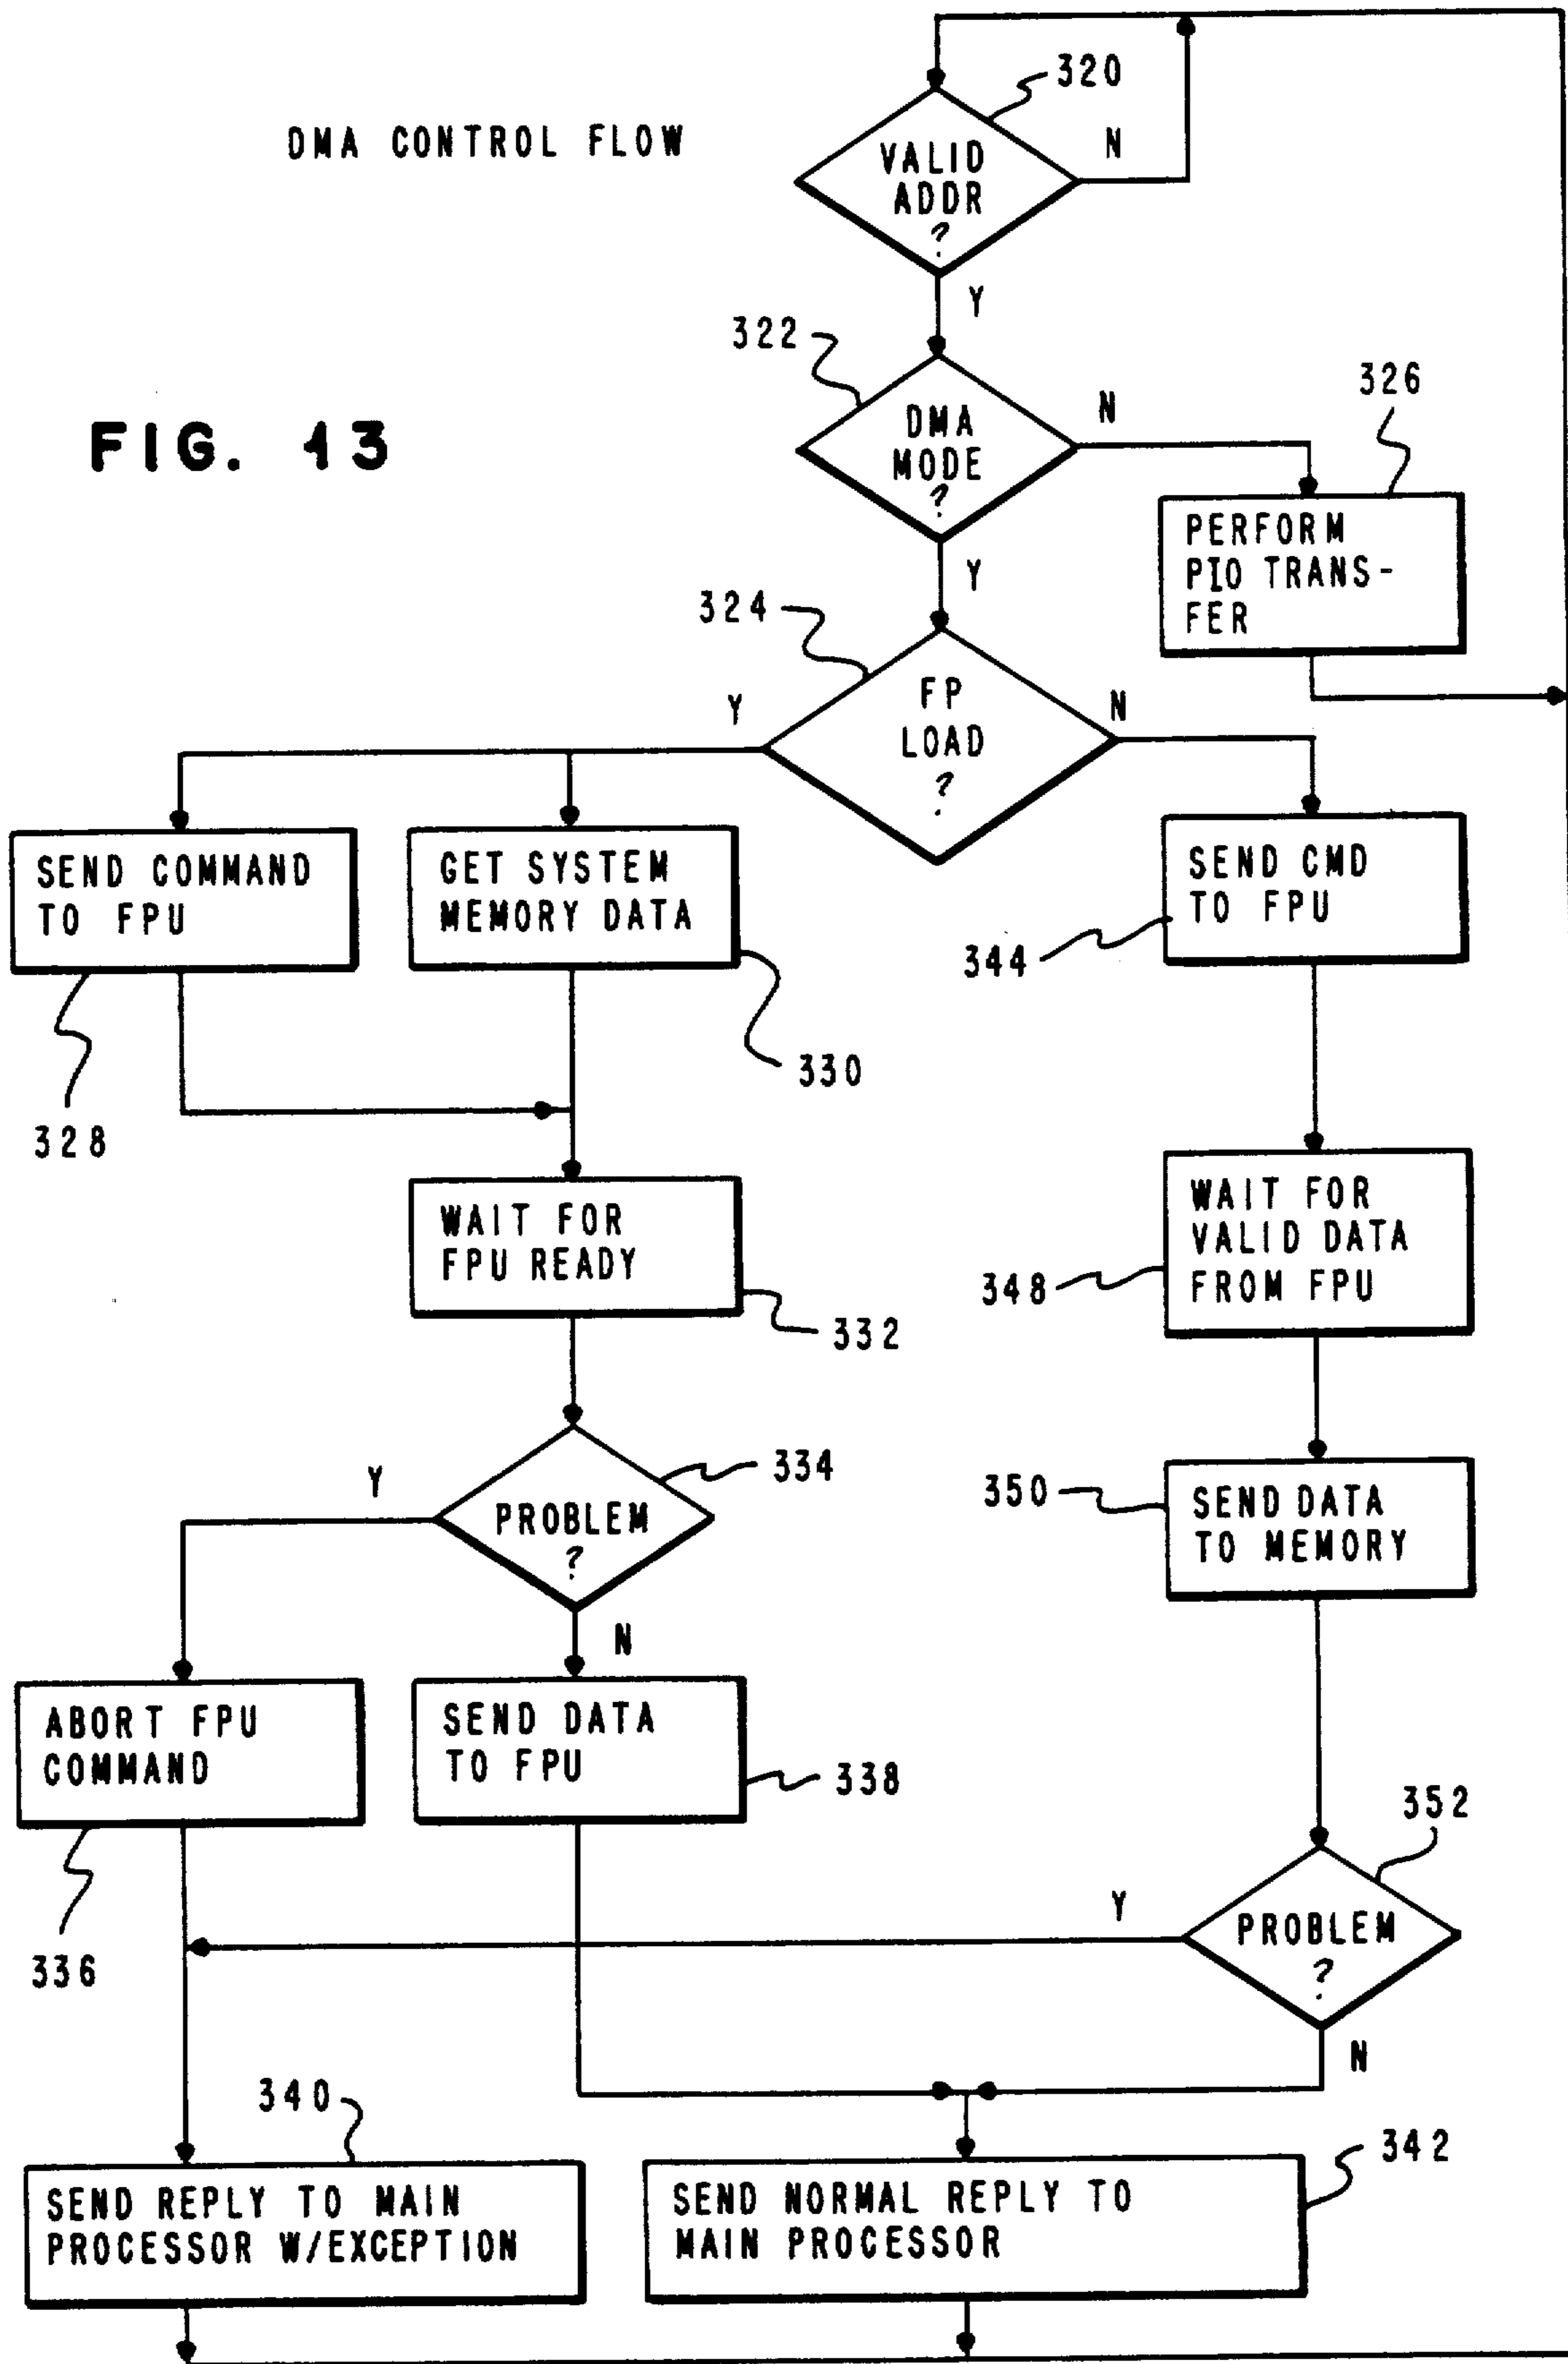 320
DMA CONTROL FLOW
N
VALID
ADDR
?
Y
322
326
FIG. 13
DMA
MODE
?
N
PERFORM
PIO TRANS-
FER
Y
324
FP
LOAD
?
Y
N
SEND COMMAND
TO FPU
GET SYSTEM
MEMORY DATA
SEND CMD
TO FPU
344
330
328
WAIT FOR
FPU READY
WAIT FOR
VALID DATA
FROM FPU
348
332
334
Y
PROBLEM
?
350
SEND DATA
TO MEMORY
N
ABORT FPU
COMMAND
SEND DATA
TO FPU
338
352
Y
PROBLEM
?
336
N
340
342
SEND REPLY TO MAIN
PROCESSOR W/EXCEPTION
SEND NORMAL REPLY TO
MAIN PROCESSOR